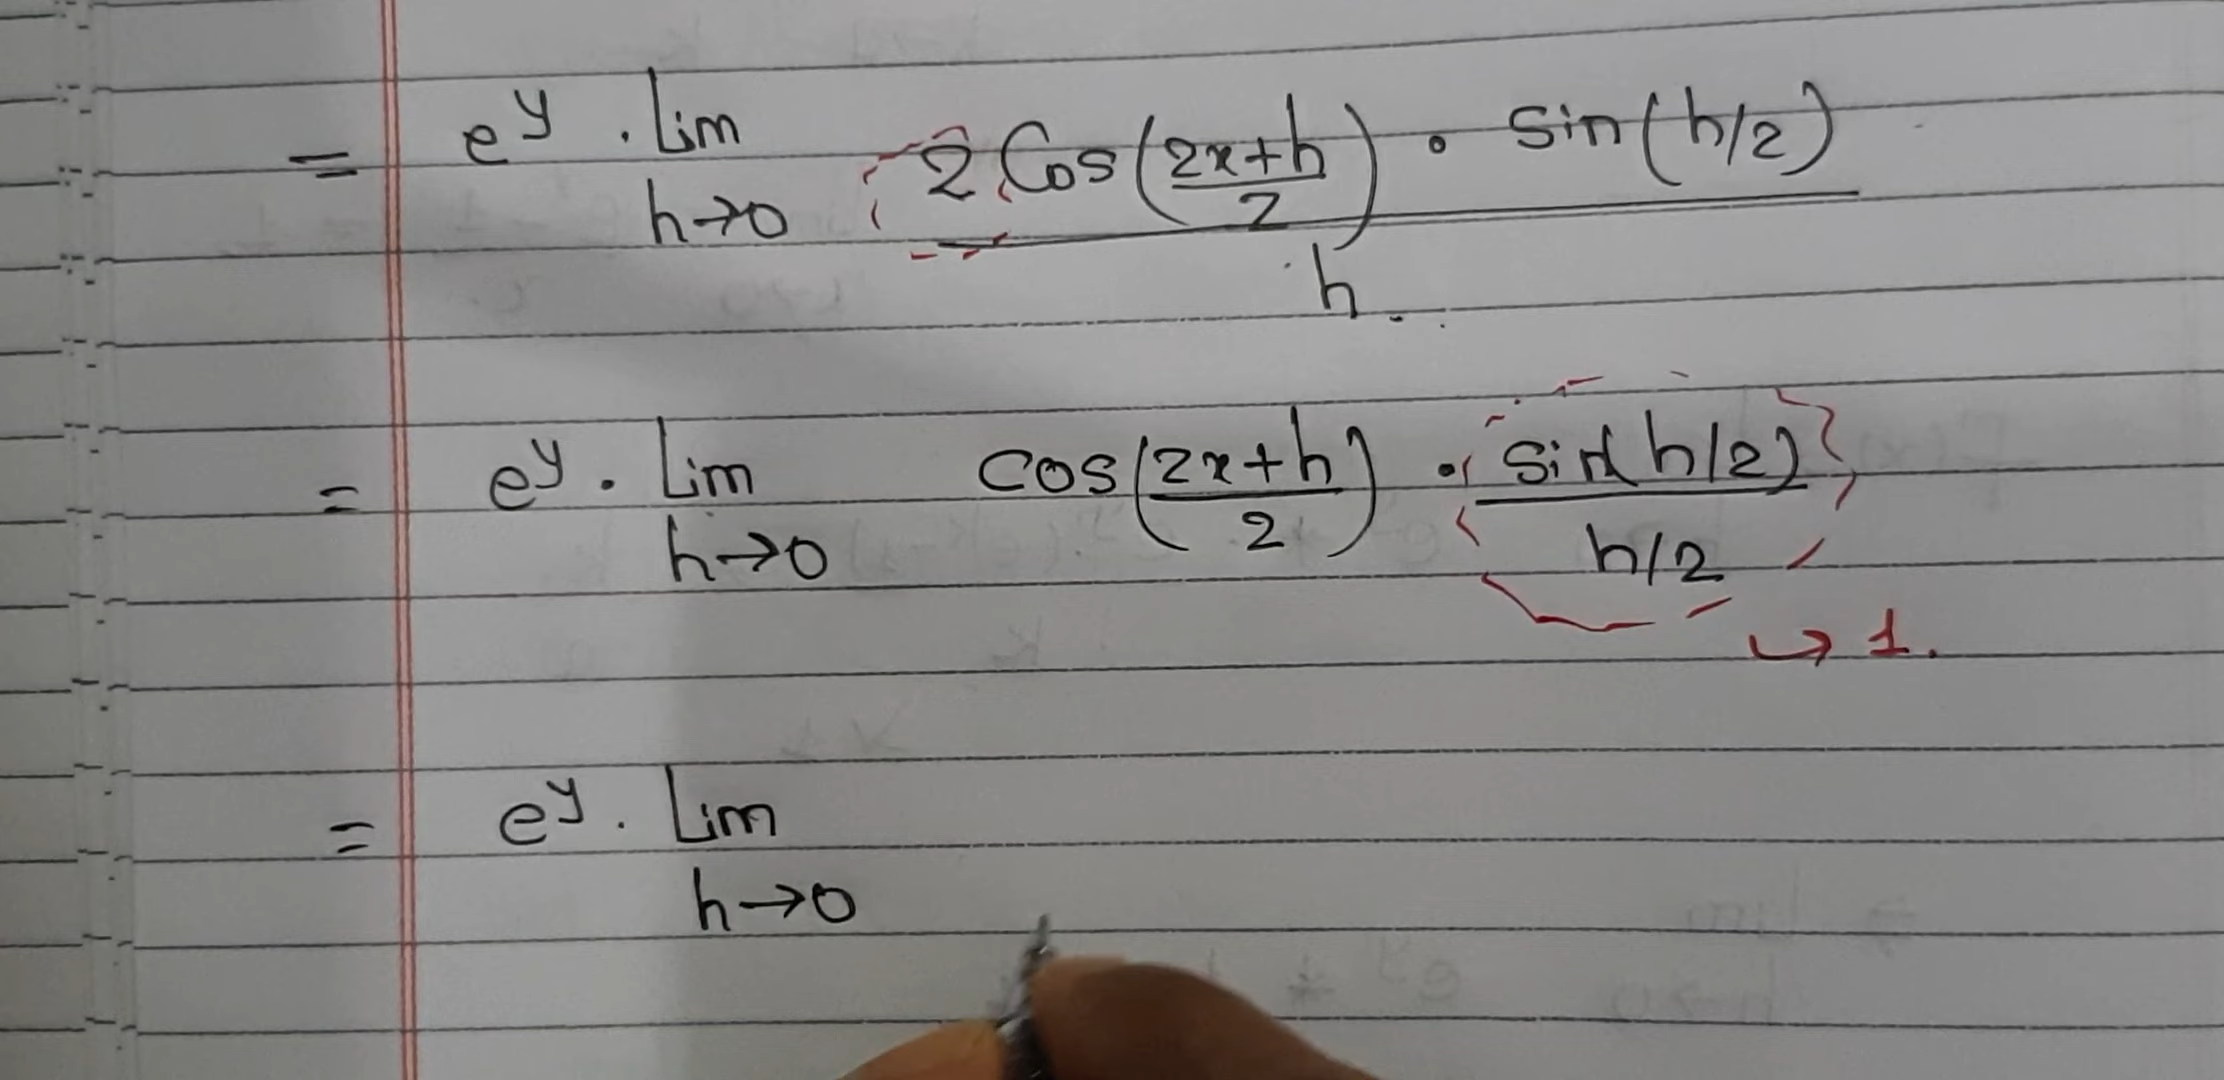 = e^y . Lim h→0 2 Cos((2x+h)/2) • Sin(h/2) / h
= e^y . Lim h→0 cos((2x+h)/2) • Sin(h/2) / h/2
↪ 1.
= e^y . Lim h→0